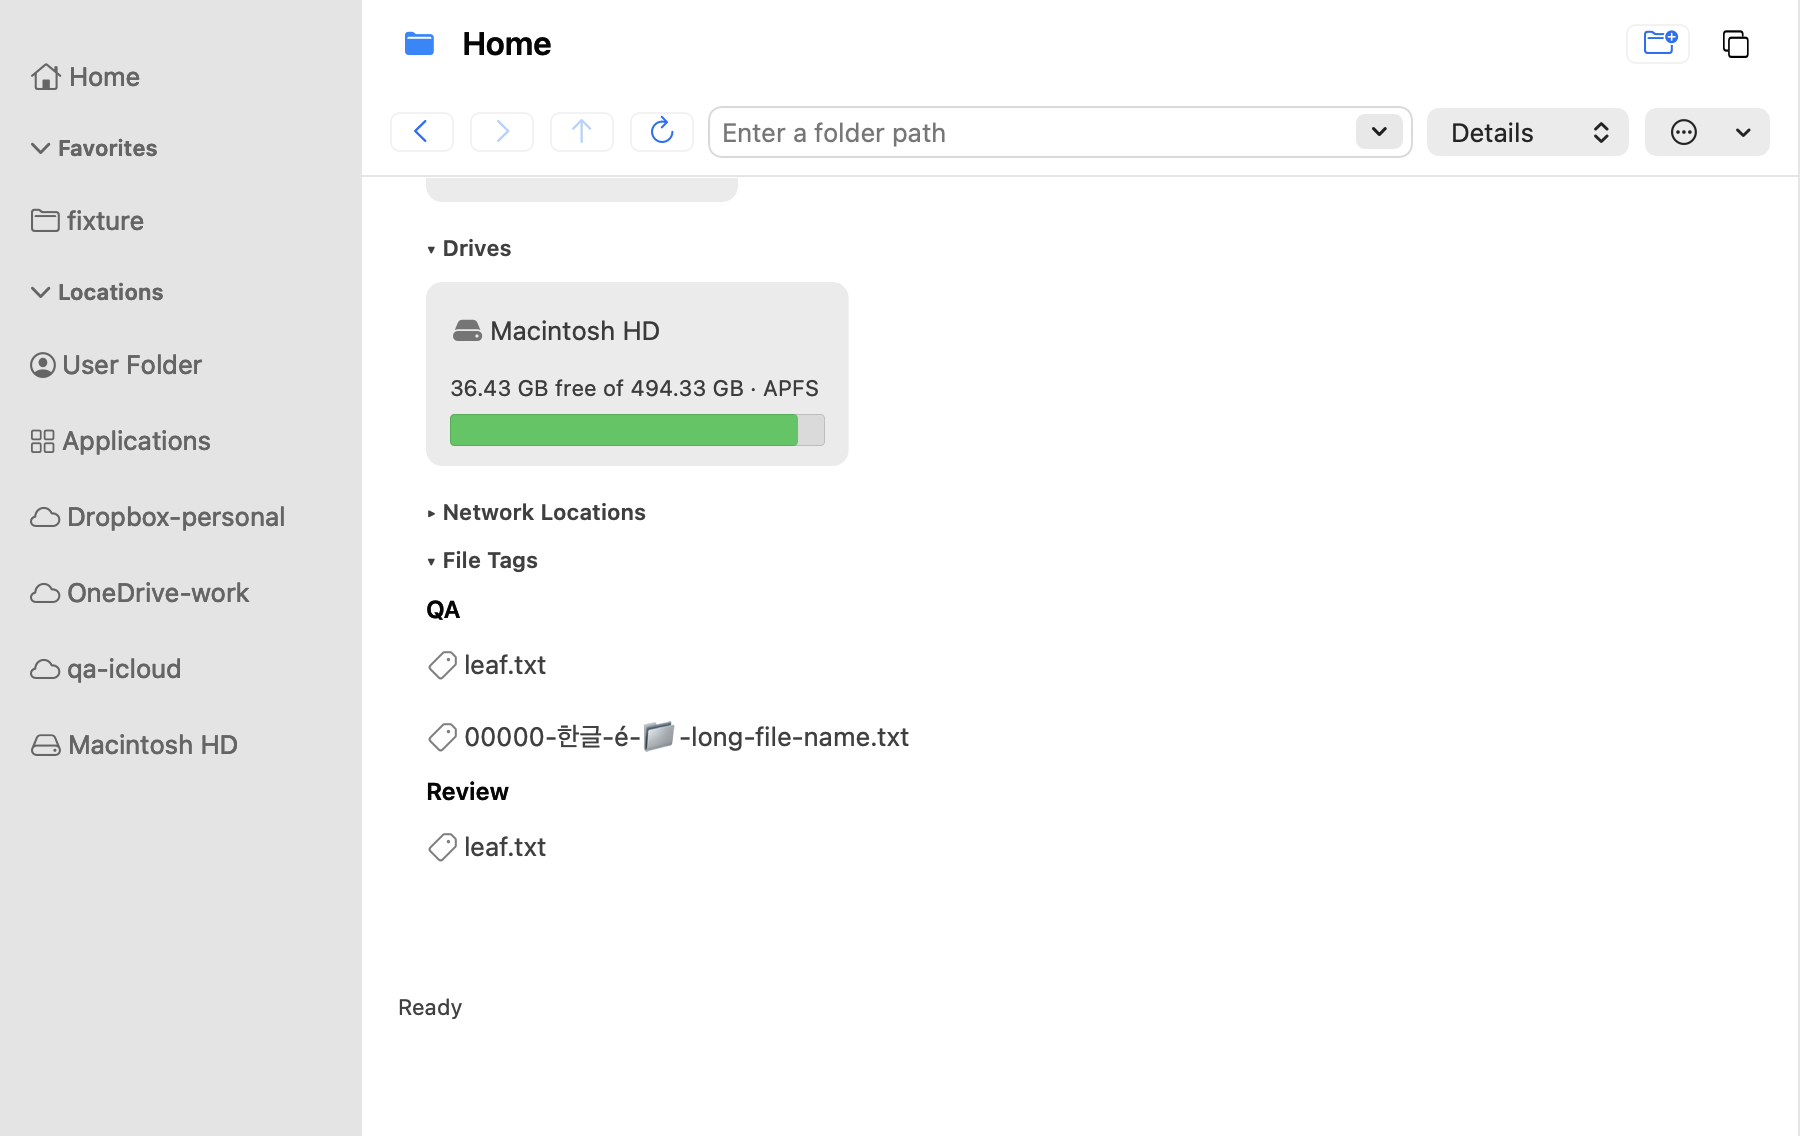 Home
Favorites
fixture
Locations
User Folder
Applications
Dropbox-personal
OneDrive-work
qa-icloud
Macintosh HD
Home
Enter a folder path
Details
Drives
Macintosh HD
36.43 GB free of 494.33 GB · APFS
Network Locations
File Tags
QA
leaf.txt
00000-한글-é-📁-long-file-name.txt
Review
leaf.txt
Ready